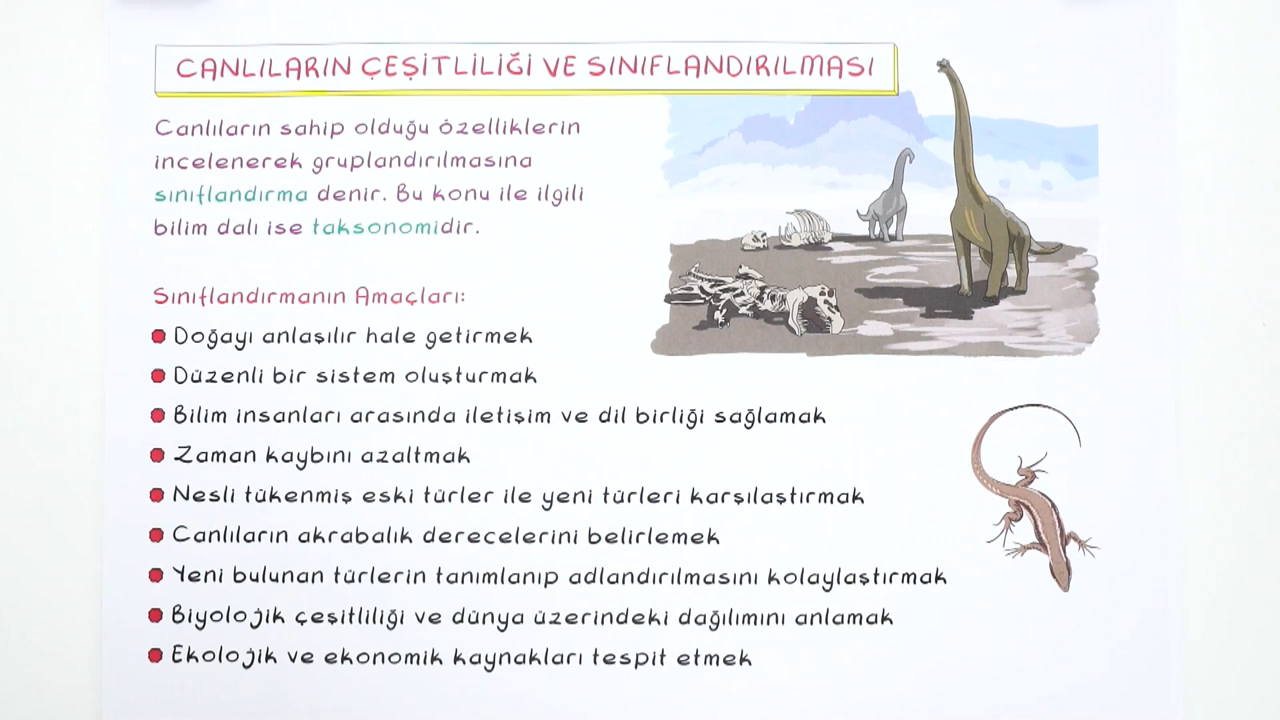 CANLILARIN ÇEŞİTLİLİĞİ VE SINIFLANDIRILMASI
Canlıların sahip olduğu özelliklerin
incelenerek gruplandırılmasına
sınıflandırma denir. Bu konu ile ilgili
bilim dalı ise taksonomidir.
Sınıflandırmanın Amaçları:
Doğayı anlaşılır hale getirmek
Düzenli bir sistem oluşturmak
Bilim insanları arasında iletişim ve dil birliği sağlamak
Zaman kaybını azaltmak
Nesli tükenmiş eski türler ile yeni türleri karşılaştırmak
Canlıların akrabalık derecelerini belirlemek
Yeni bulunan türlerin tanımlanıp adlandırılmasını kolaylaştırmak
Biyolojik çeşitliliği ve dünya üzerindeki dağılımını anlamak
Ekolojik ve ekonomik kaynakları tespit etmek